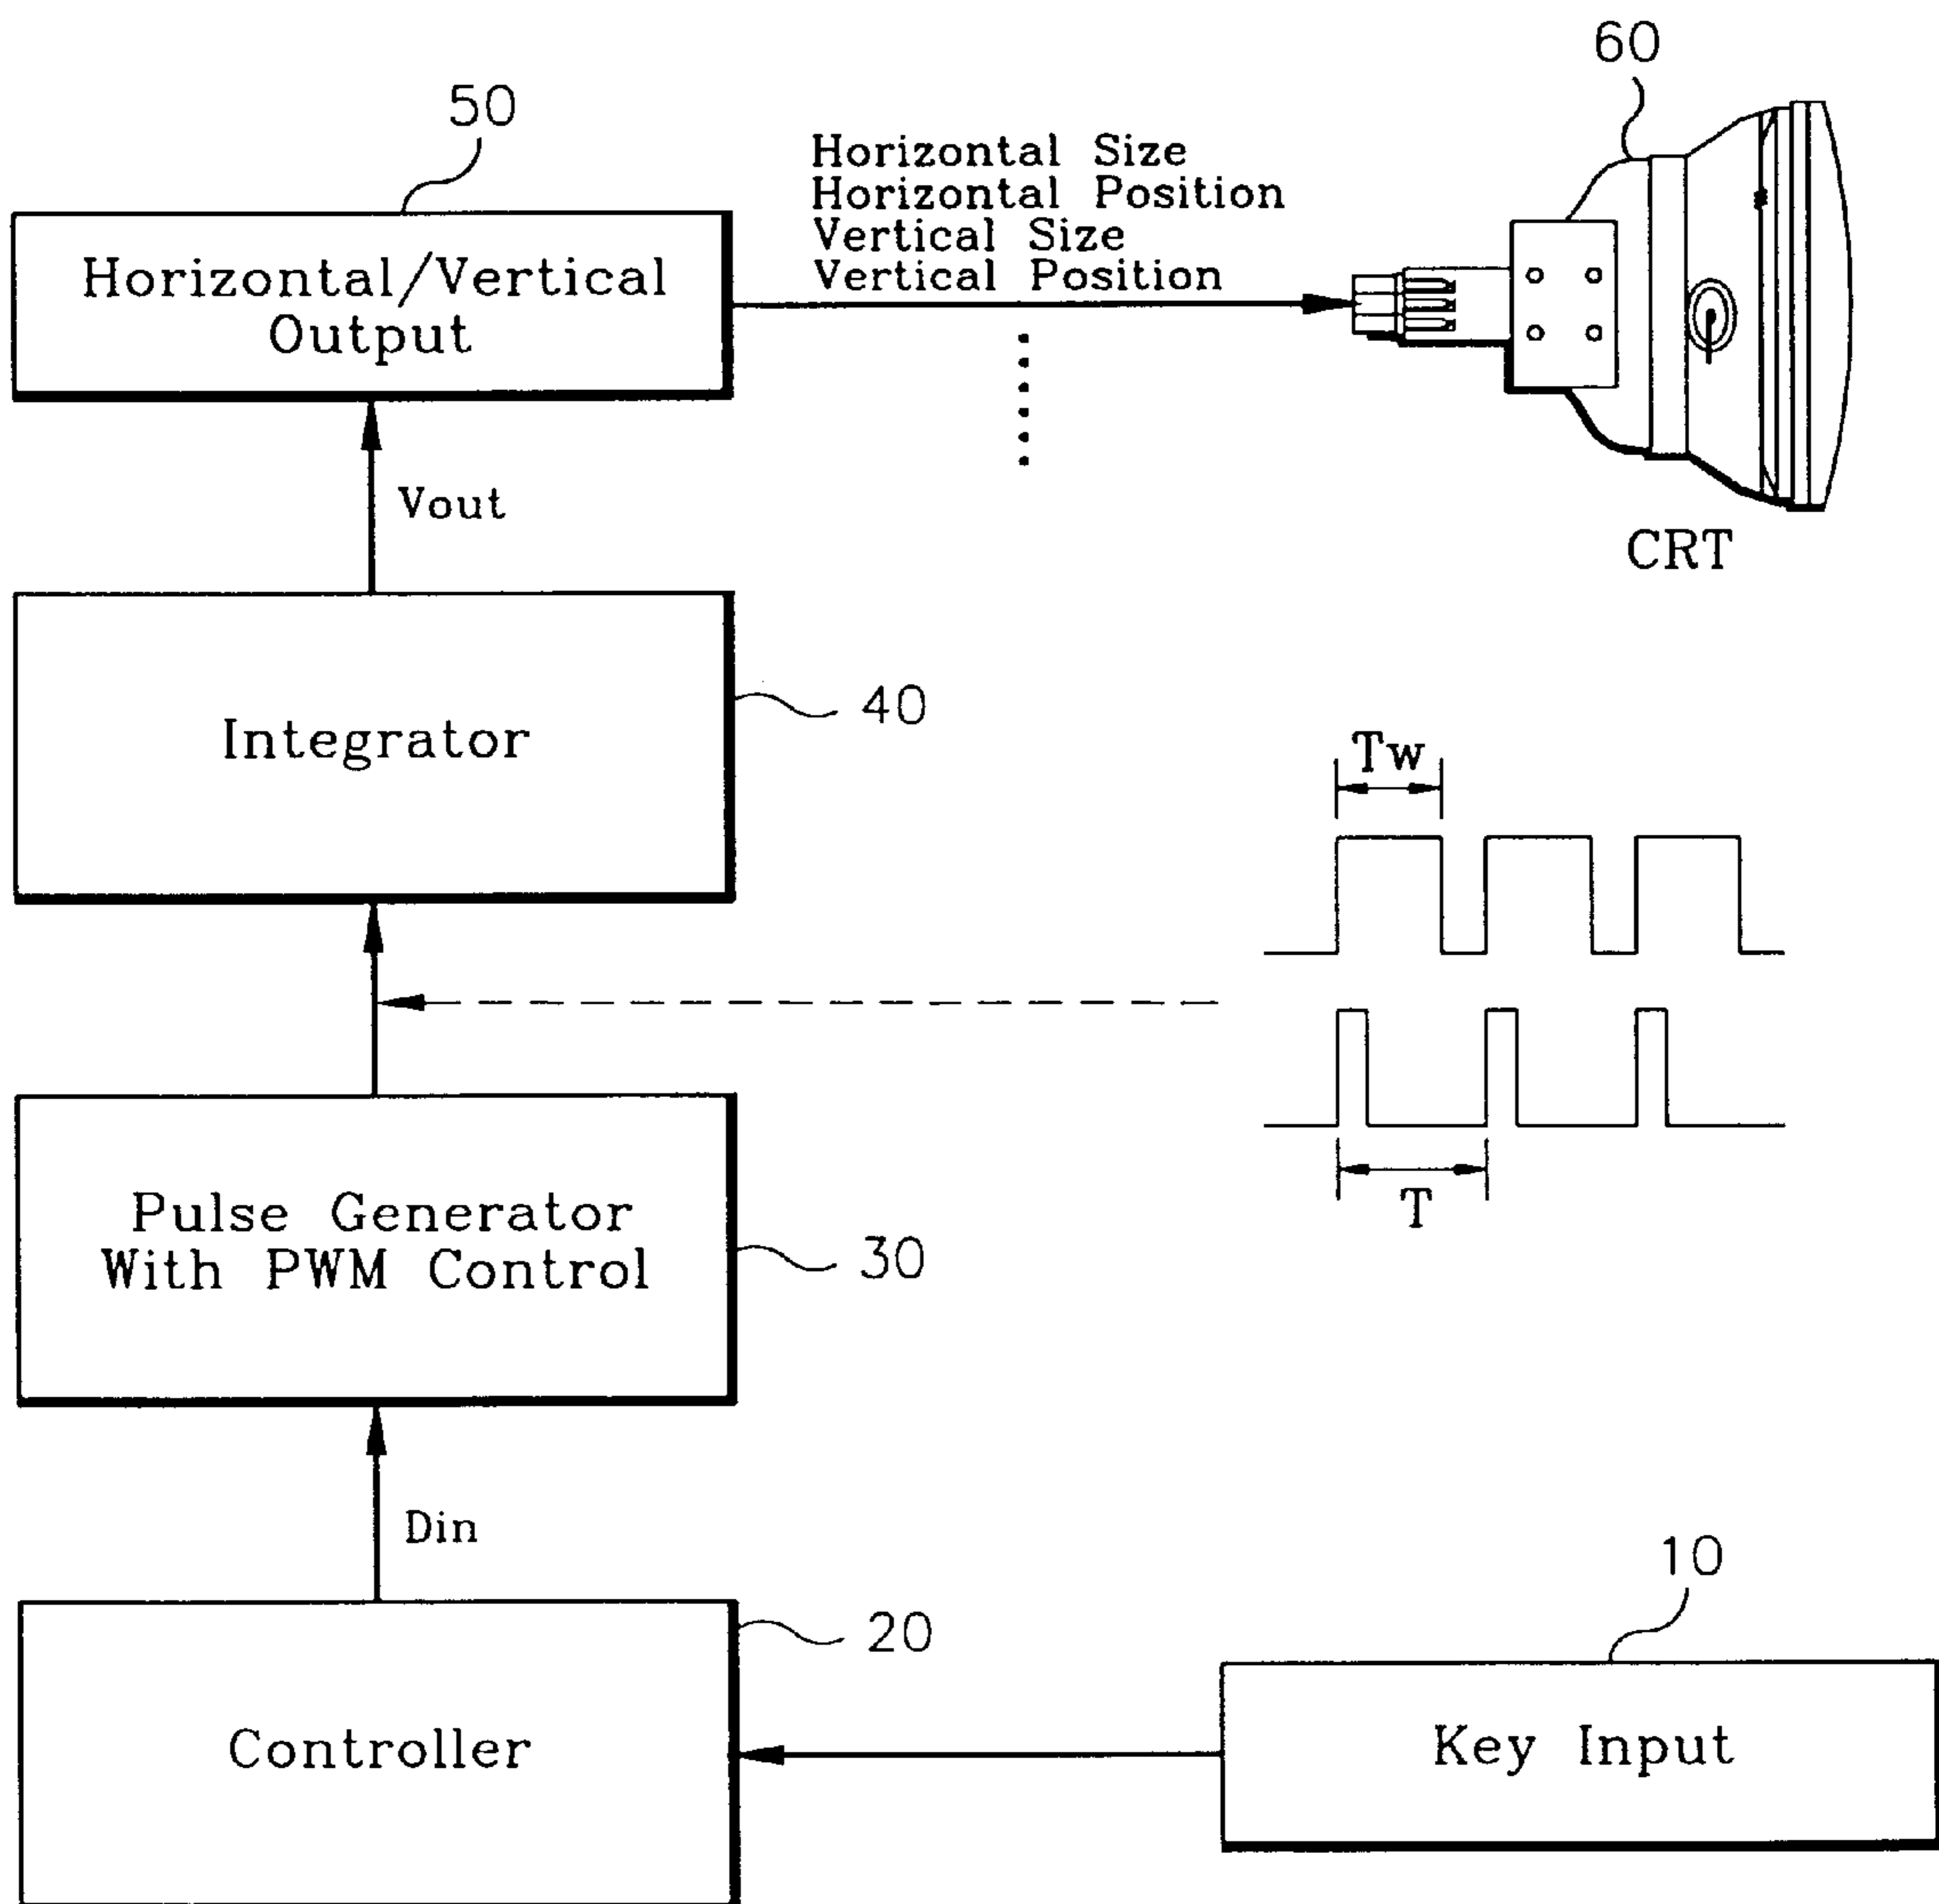 60
50
Horizontal Size
Horizontal Position
Vertical Size
Vertical Position
Horizontal/Vertical
Output
Vout
CRT
40
Integrator
Tw
T
Pulse Generator
With PWM Control
30
Din
10
20
Controller
Key Input